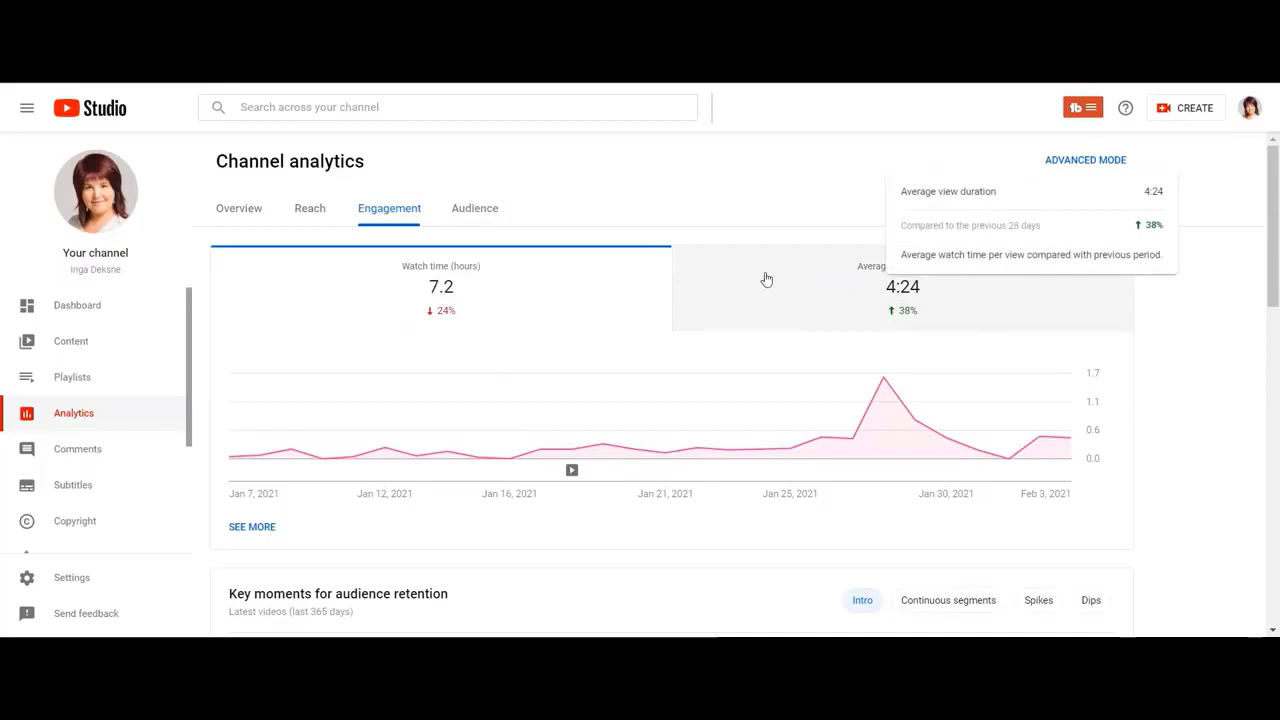 Studio
Search across your channel
tb
CREATE
Channel analytics
ADVANCED MODE
Average view duration 4:24
Compared to the previous 28 days 38%
Average watch time per view compared with previous period.
Overview Reach Engagement Audience
Your channel
Inga Deksne
Dashboard
Content
Playlists
Analytics
Comments
Subtitles
Copyright
Settings
Send feedback
Watch time (hours)
7.2
24%
4:24
38%
1.7
1.1
0.6
0.0
Jan 7, 2021 Jan 12, 2021 Jan 16, 2021 Jan 21, 2021 Jan 25, 2021 Jan 30, 2021 Feb 3, 2021
SEE MORE
Key moments for audience retention
Latest videos (last 365 days)
Intro Continuous segments Spikes Dips